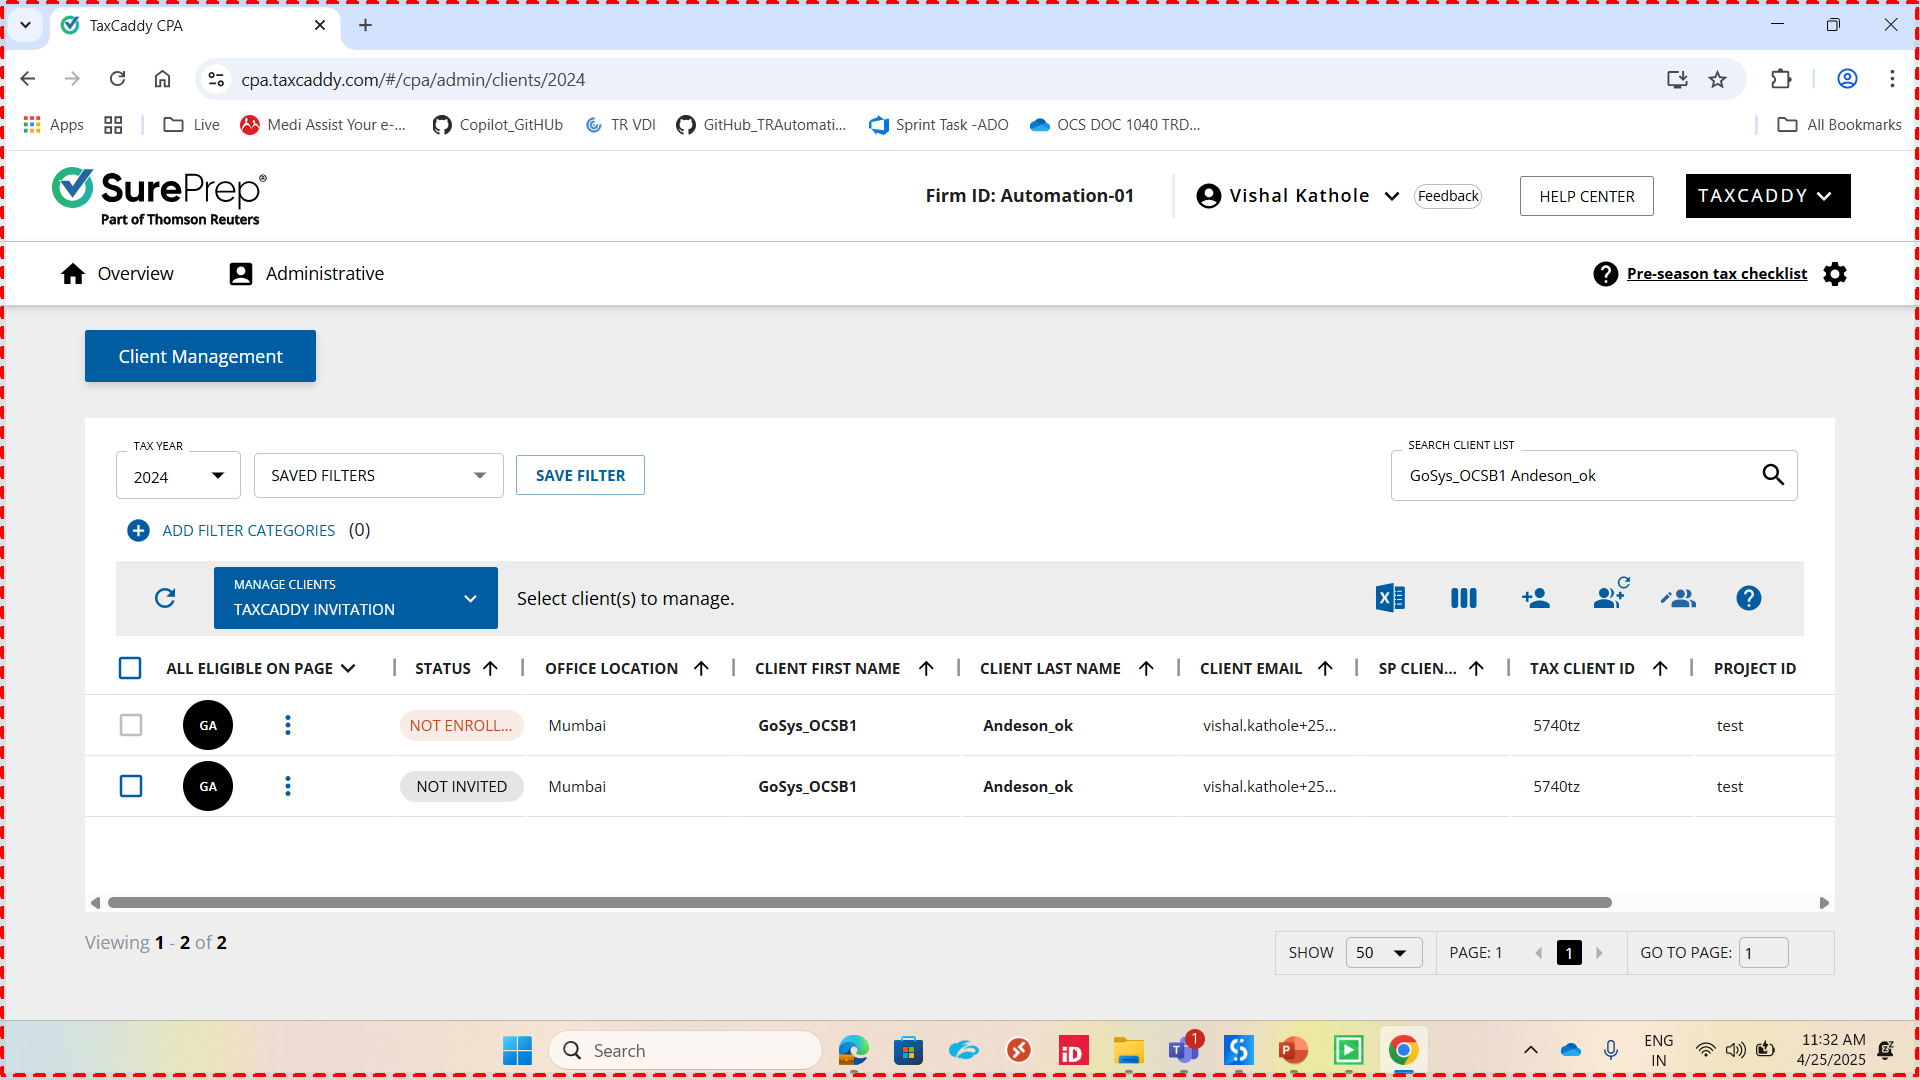 TaxCaddy CPA
cpa.taxcaddy.com/#/cpa/admin/clients/2024
Apps
Live
Medi Assist Your e-...
Copilot_GitHUb
TR VDI
GitHub_TRAutomati...
Sprint Task -ADO
OCS DOC 1040 TRD...
All Bookmarks
SurePrep®
Part of Thomson Reuters
Firm ID: Automation-01
Vishal Kathole
Feedback
HELP CENTER
TAXCADDY
Overview
Administrative
Pre-season tax checklist
Client Management
TAX YEAR
2024
SAVED FILTERS
SAVE FILTER
SEARCH CLIENT LIST
GoSys_OCSB1 Andeson_ok
ADD FILTER CATEGORIES (0)
MANAGE CLIENTS
TAXCADDY INVITATION
Select client(s) to manage.
ALL ELIGIBLE ON PAGE
STATUS
OFFICE LOCATION
CLIENT FIRST NAME
CLIENT LAST NAME
CLIENT EMAIL
SP CLIEN...
TAX CLIENT ID
PROJECT ID
GA
NOT ENROLL...
Mumbai
GoSys_OCSB1
Andeson_ok
vishal.kathole+25...
5740tz
test
GA
NOT INVITED
Mumbai
GoSys_OCSB1
Andeson_ok
vishal.kathole+25...
5740tz
test
Viewing 1 - 2 of 2
SHOW
50
PAGE: 1
1
GO TO PAGE:
1
Search
iD
T
1
P
ENG
IN
11:32 AM
4/25/2025